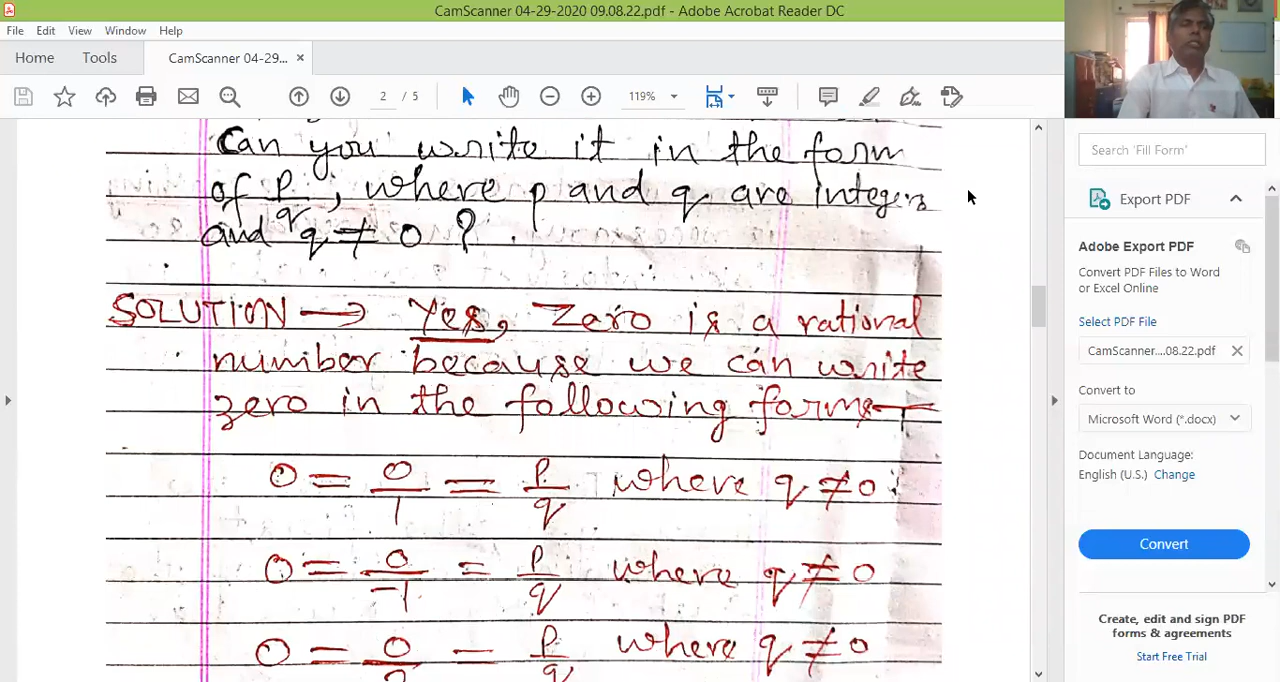 CamScanner 04-29-2020 09.08.22.pdf - Adobe Acrobat Reader DC
File Edit View Window Help
Home Tools CamScanner 04-29... ×
2 / 5 119%
Can you write it in the form
of p/q, where p and q are integers
and q ≠ 0 ?
SOLUTION → Yes, Zero is a rational
number because we can write
zero in the following forms—
0 = 0/1 = p/q where q ≠ 0
0 = 0/-1 = p/q where q ≠ 0
0 = 0/ = p/q where q ≠ 0
Search 'Fill Form'
Export PDF
Adobe Export PDF
Convert PDF Files to Word
or Excel Online
Select PDF File
CamScanner....08.22.pdf ×
Convert to
Microsoft Word (*.docx)
Document Language:
English (U.S.) Change
Convert
Create, edit and sign PDF
forms & agreements
Start Free Trial